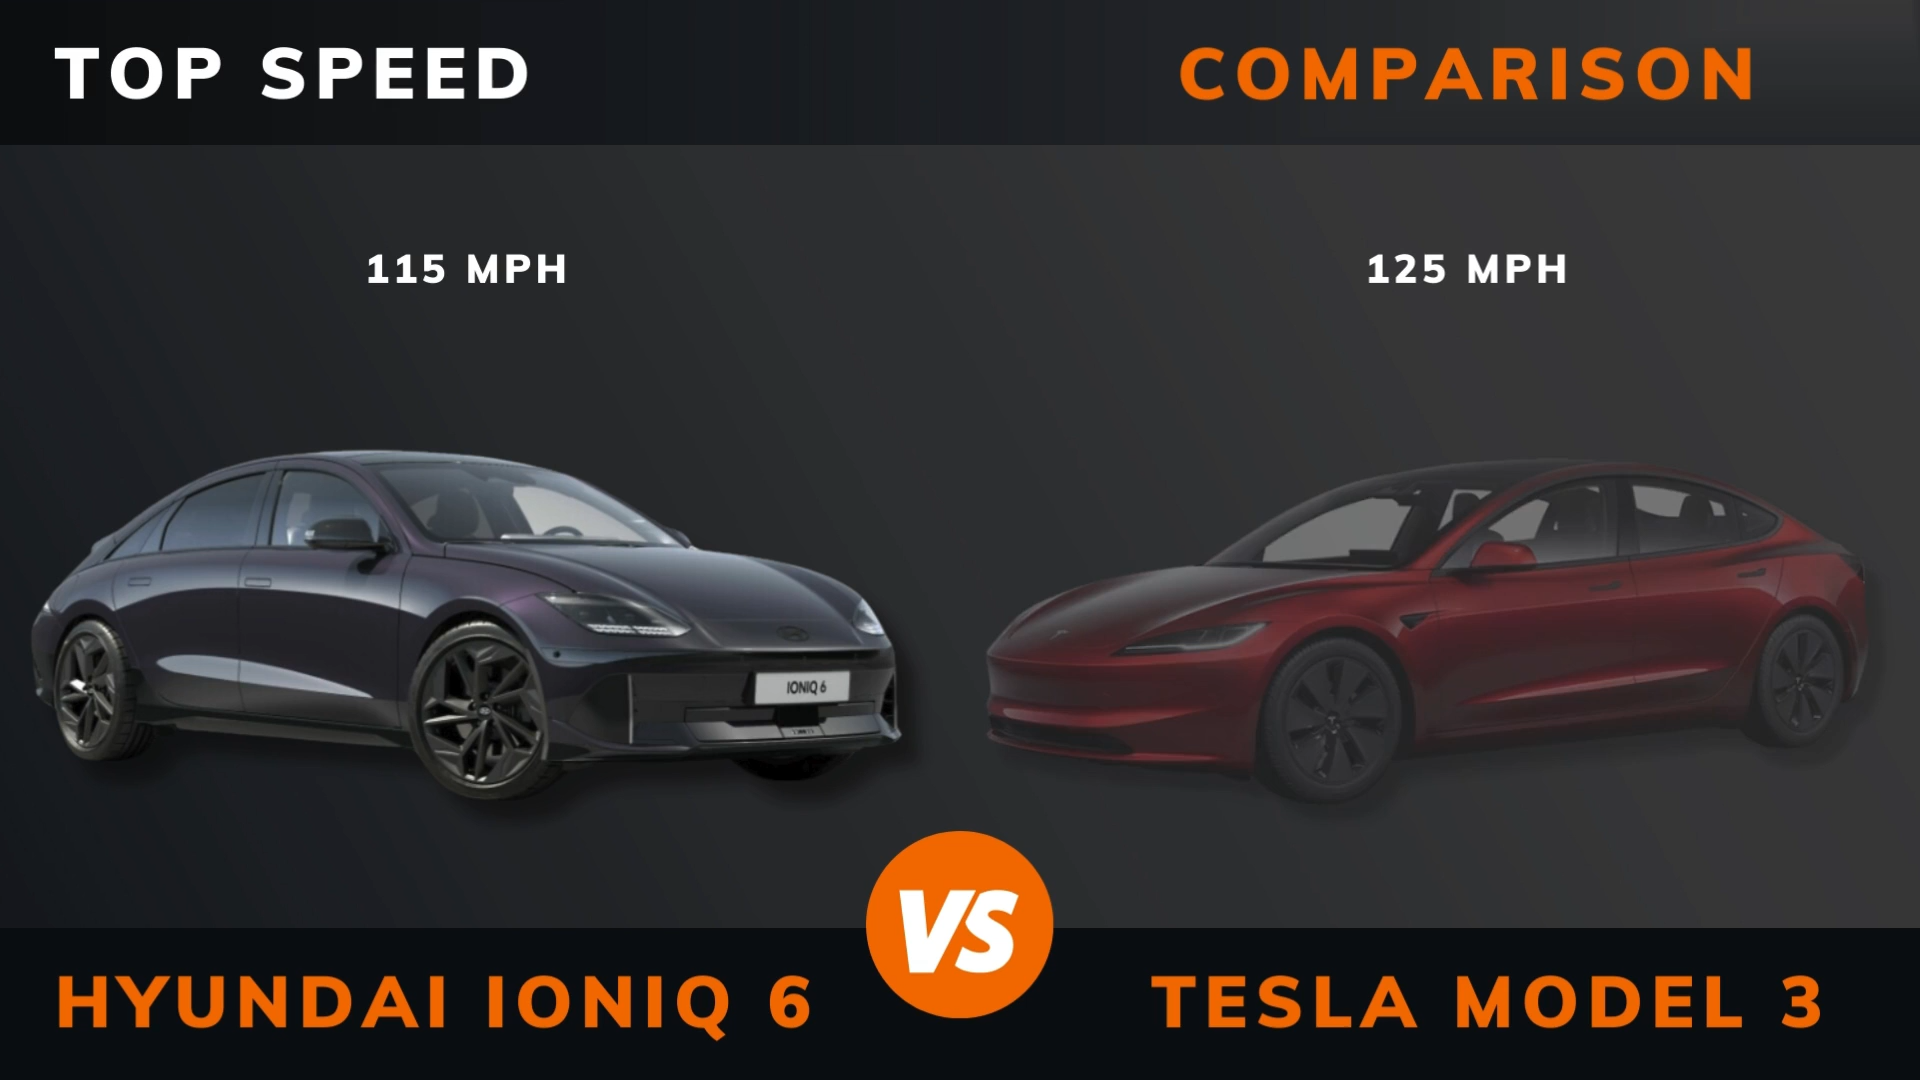 TOP SPEED
COMPARISON
115 MPH
125 MPH
IONIQ 6
VS
HYUNDAI IONIQ 6
TESLA MODEL 3